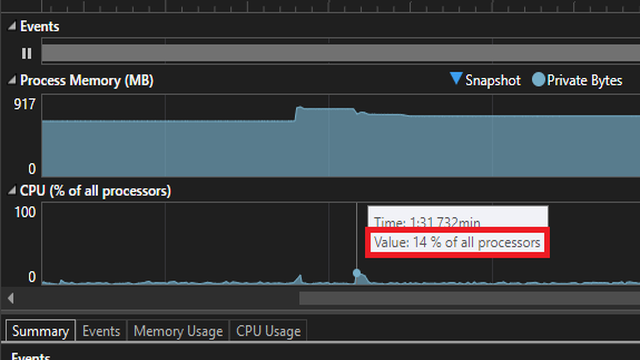 Events
Process Memory (MB)
Snapshot
Private Bytes
917
0
CPU (% of all processors)
100
Time: 1:31.732min
Value: 14 % of all processors
0
Summary
Events
Memory Usage
CPU Usage
Events